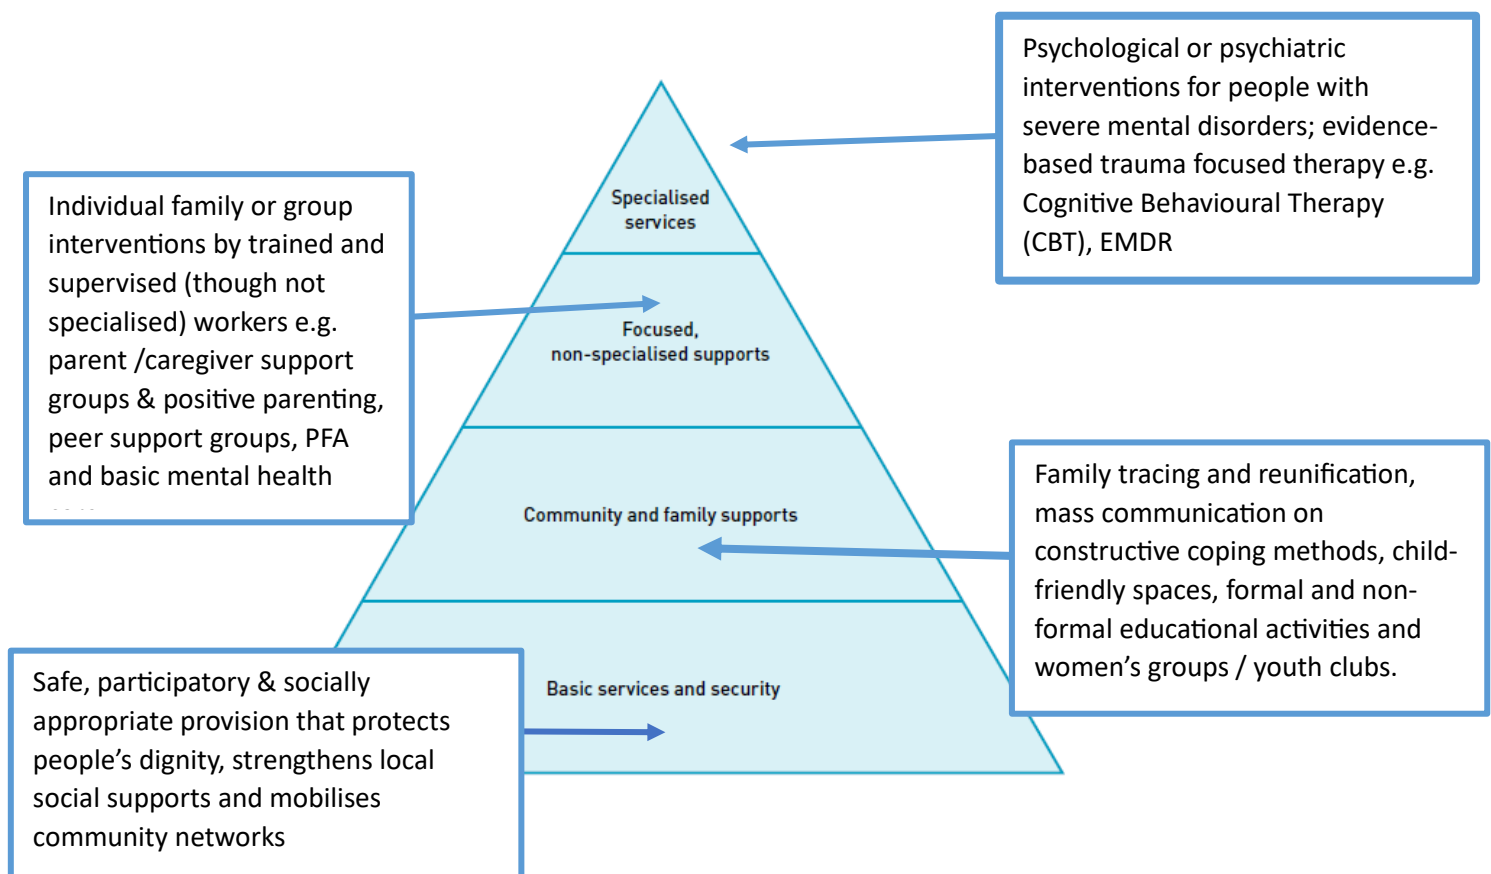 Psychological or psychiatric
interventions for people with
severe mental disorders; evidence-
based trauma focused therapy e.g.
Cognitive Behavioural Therapy
(CBT), EMDR
Specialised
services
Individual family or group
interventions by trained and
supervised (though not
specialised) workers e.g.
parent /caregiver support
groups & positive parenting,
peer support groups, PFA
and basic mental health
Focused,
non-specialised supports
Community and family supports
Family tracing and reunification,
mass communication on
constructive coping methods, child-
friendly spaces, formal and non-
formal educational activities and
women’s groups / youth clubs.
Basic services and security
Safe, participatory & socially
appropriate provision that protects
people’s dignity, strengthens local
social supports and mobilises
community networks